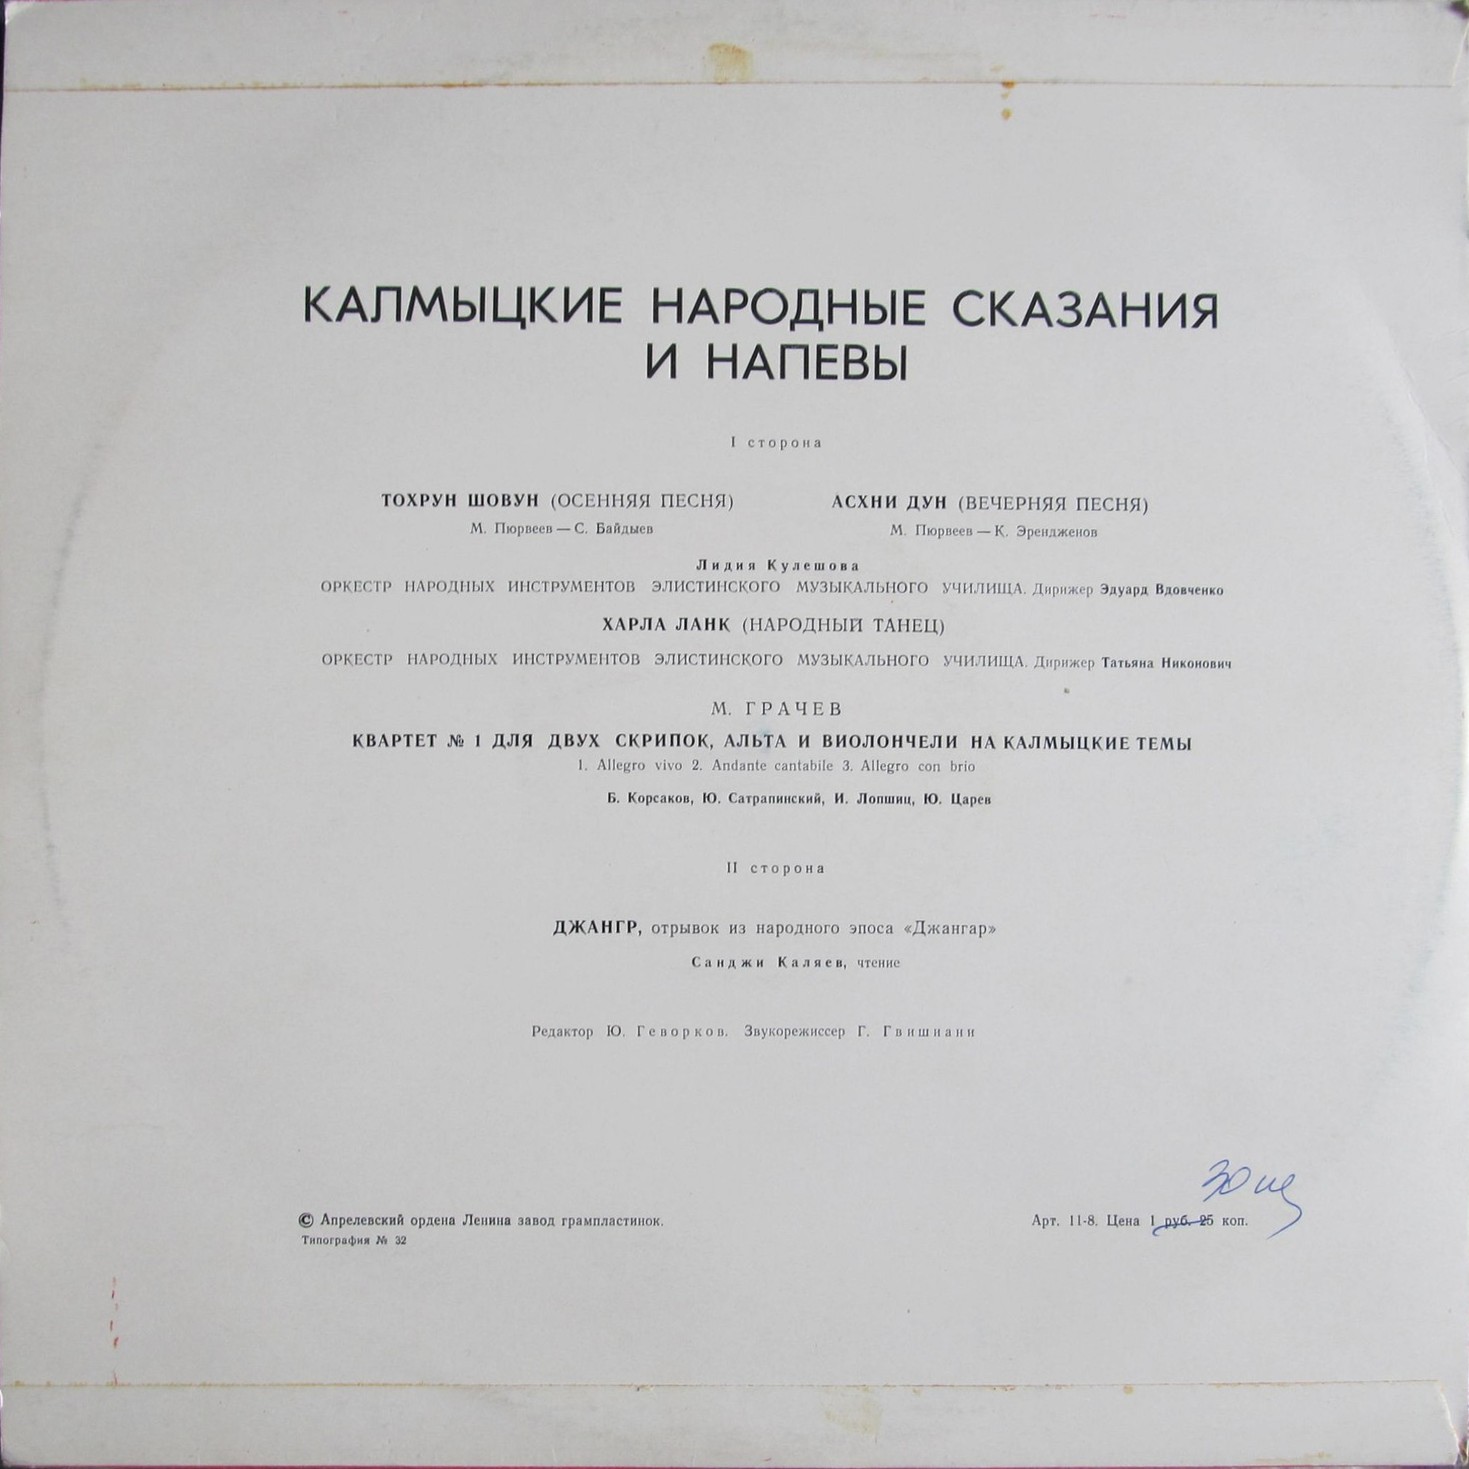 КАЛМЫЦКИЕ НАРОДНЫЕ СКАЗАНИЯ
И НАПЕВЫ
I сторона
ТОХРУН ШОВУН (ОСЕННЯЯ ПЕСНЯ)
М. Пюрвеев — С. Байдыев
АСХНИ ДУН (ВЕЧЕРНЯЯ ПЕСНЯ)
М. Пюрвеев — К. Эрендженов
Лидия Кулешова
ОРКЕСТР НАРОДНЫХ ИНСТРУМЕНТОВ ЭЛИСТИНСКОГО МУЗЫКАЛЬНОГО УЧИЛИЩА. Дирижер Эдуард Вдовченко
ХАРЛА ЛАНК (НАРОДНЫЙ ТАНЕЦ)
ОРКЕСТР НАРОДНЫХ ИНСТРУМЕНТОВ ЭЛИСТИНСКОГО МУЗЫКАЛЬНОГО УЧИЛИЩА. Дирижер Татьяна Никонович
М. ГРАЧЕВ
КВАРТЕТ № 1 ДЛЯ ДВУХ СКРИПОК, АЛЬТА И ВИОЛОНЧЕЛИ НА КАЛМЫЦКИЕ ТЕМЫ
1. Allegro vivo 2. Andante cantabile 3. Allegro con brio
Б. Корсаков, Ю. Сатрапинский, И. Лопшиц, Ю. Царев
II сторона
ДЖАНГР, отрывок из народного эпоса «Джангар»
Санджи Каляев, чтение
Редактор Ю. Геворков. Звукорежиссер Г. Гвишиани
© Апрелевский ордена Ленина завод грампластинок.
Типография № 32
Арт. 11-8. Цена 1 руб. 25 коп.